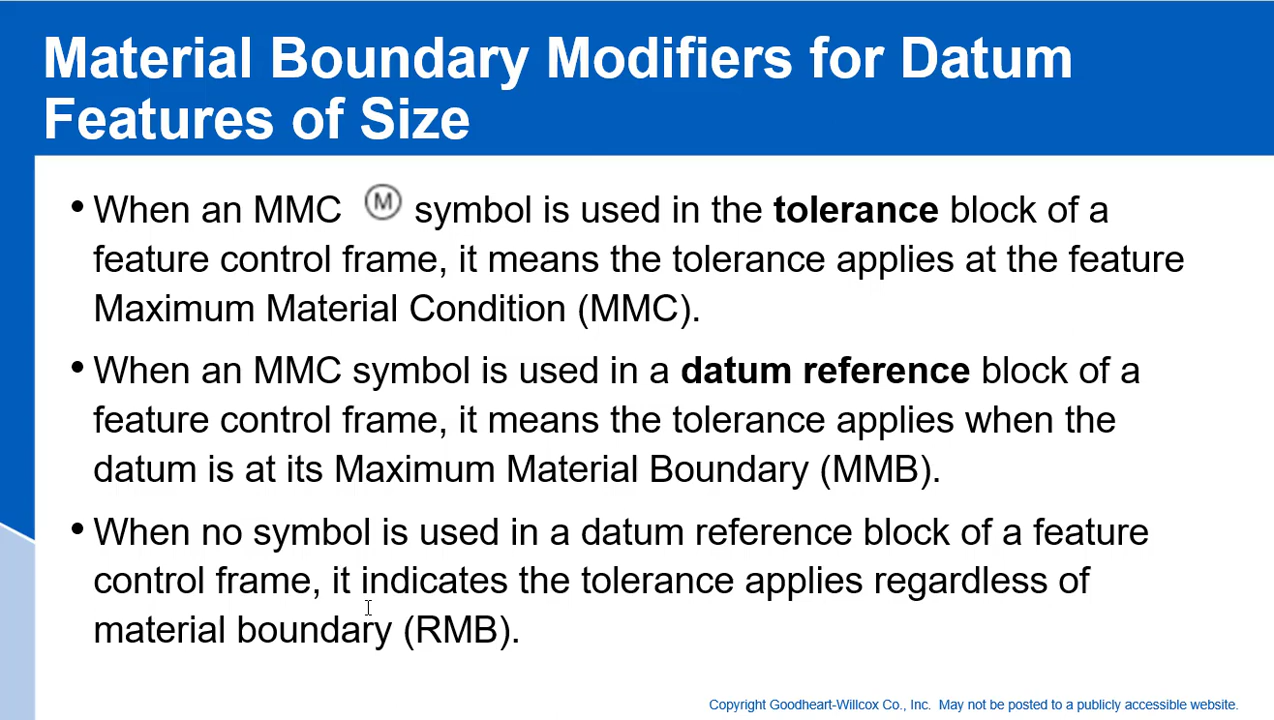 Material Boundary Modifiers for Datum
Features of Size
• When an MMC Ⓜ symbol is used in the tolerance block of a
feature control frame, it means the tolerance applies at the feature
Maximum Material Condition (MMC).
• When an MMC symbol is used in a datum reference block of a
feature control frame, it means the tolerance applies when the
datum is at its Maximum Material Boundary (MMB).
• When no symbol is used in a datum reference block of a feature
control frame, it indicates the tolerance applies regardless of
material boundary (RMB).
Copyright Goodheart-Willcox Co., Inc. May not be posted to a publicly accessible website.